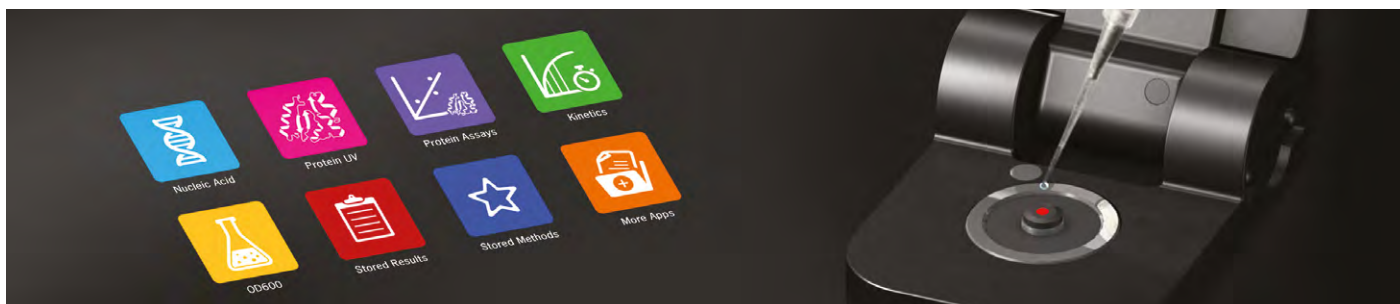 Nucleic Acid
Protein UV
Protein Assays
Kinetics
OD600
Stored Results
Stored Methods
More Apps